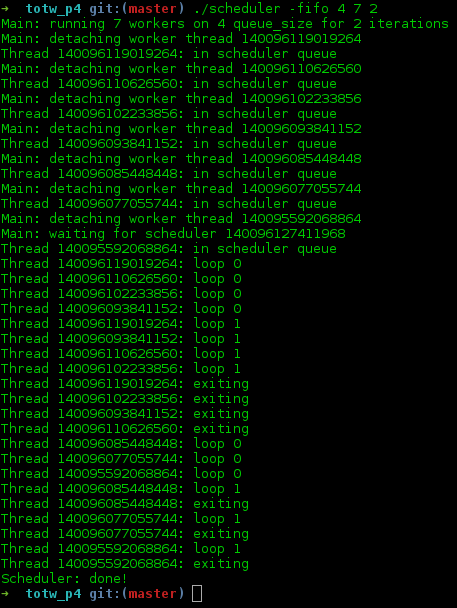 ➜ totw_p4 git:(master) ./scheduler -fifo 4 7 2
Main: running 7 workers on 4 queue_size for 2 iterations
Main: detaching worker thread 140096119019264
Thread 140096119019264: in scheduler queue
Main: detaching worker thread 140096110626560
Thread 140096110626560: in scheduler queue
Main: detaching worker thread 140096102233856
Thread 140096102233856: in scheduler queue
Main: detaching worker thread 140096093841152
Thread 140096093841152: in scheduler queue
Main: detaching worker thread 140096085448448
Thread 140096085448448: in scheduler queue
Main: detaching worker thread 140096077055744
Thread 140096077055744: in scheduler queue
Main: detaching worker thread 140095592068864
Main: waiting for scheduler 140096127411968
Thread 140095592068864: in scheduler queue
Thread 140096119019264: loop 0
Thread 140096110626560: loop 0
Thread 140096102233856: loop 0
Thread 140096093841152: loop 0
Thread 140096119019264: loop 1
Thread 140096093841152: loop 1
Thread 140096110626560: loop 1
Thread 140096102233856: loop 1
Thread 140096119019264: exiting
Thread 140096102233856: exiting
Thread 140096093841152: exiting
Thread 140096110626560: exiting
Thread 140096085448448: loop 0
Thread 140096077055744: loop 0
Thread 140095592068864: loop 0
Thread 140096085448448: loop 1
Thread 140096085448448: exiting
Thread 140096077055744: loop 1
Thread 140096077055744: exiting
Thread 140095592068864: loop 1
Thread 140095592068864: exiting
Scheduler: done!
➜ totw_p4 git:(master)